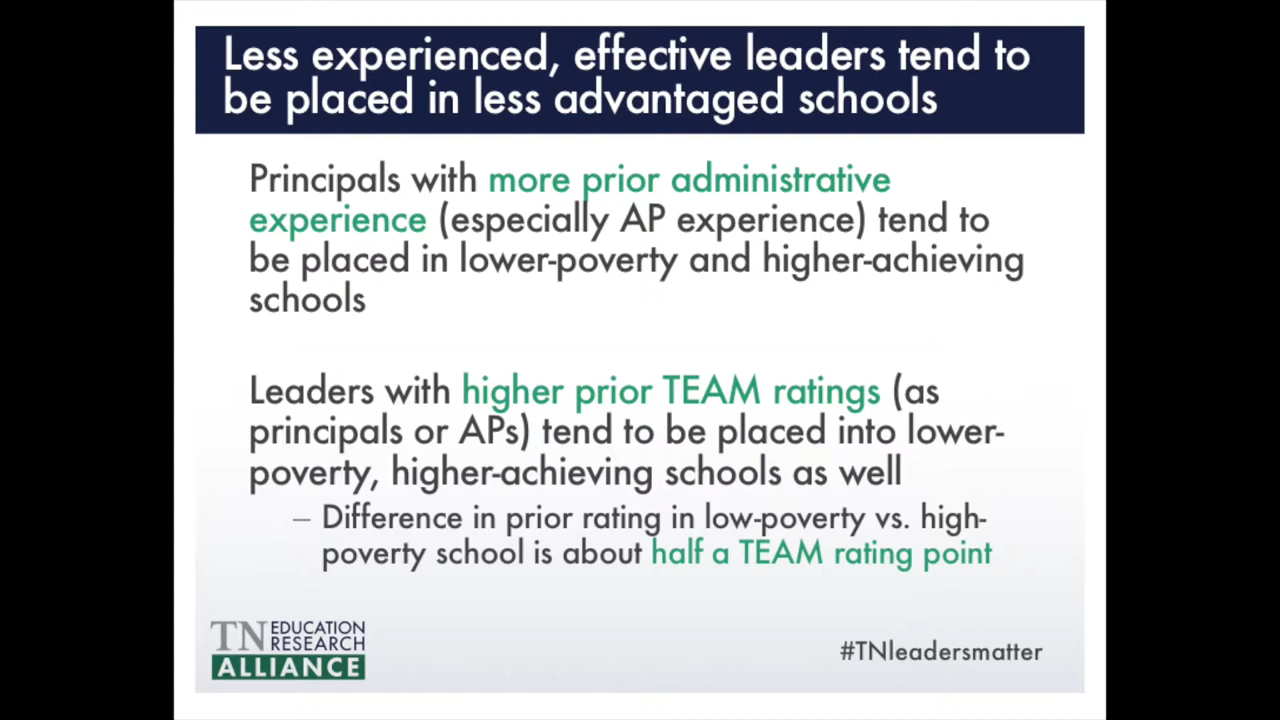 Less experienced, effective leaders tend to
be placed in less advantaged schools
Principals with more prior administrative
experience (especially AP experience) tend to
be placed in lower-poverty and higher-achieving
schools
Leaders with higher prior TEAM ratings (as
principals or APs) tend to be placed into lower-
poverty, higher-achieving schools as well
– Difference in prior rating in low-poverty vs. high-
poverty school is about half a TEAM rating point
TN EDUCATION
RESEARCH
ALLIANCE
#TNleadersmatter